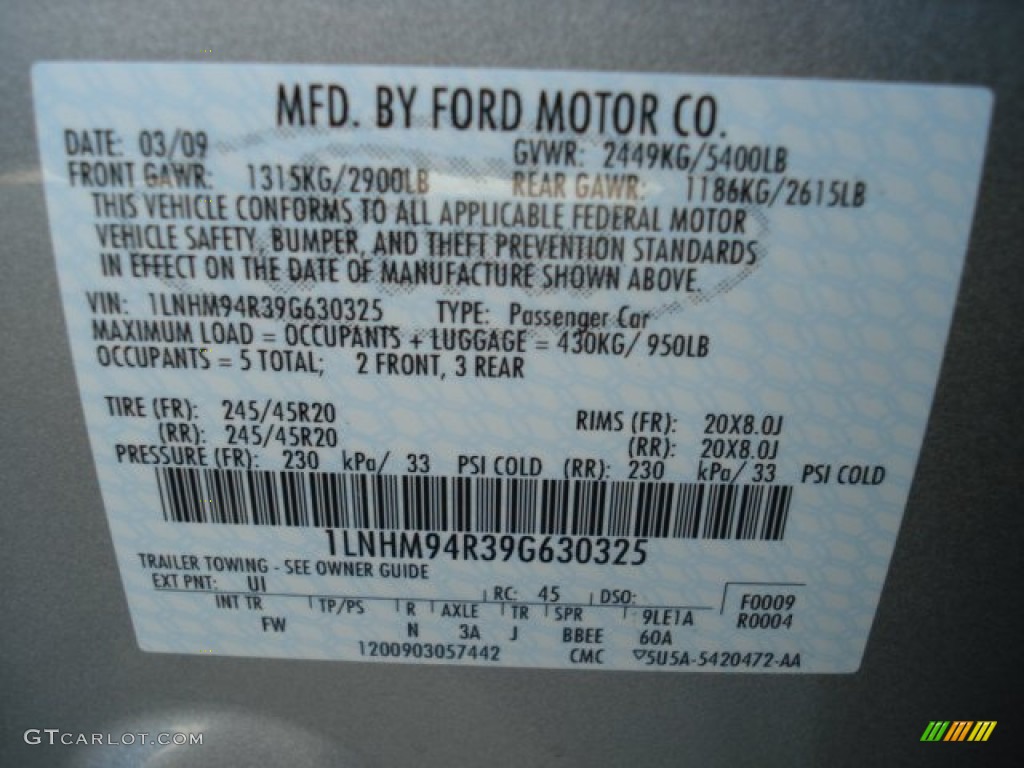 MFD. BY FORD MOTOR CO.
DATE: 03/09 GVWR: 2449KG/5400LB
FRONT GAWR: 1315KG/2900LB REAR GAWR: 1186KG/2615LB
THIS VEHICLE CONFORMS TO ALL APPLICABLE FEDERAL MOTOR
VEHICLE SAFETY, BUMPER, AND THEFT PREVENTION STANDARDS
IN EFFECT ON THE DATE OF MANUFACTURE SHOWN ABOVE.
VIN: 1LNHM94R39G630325 TYPE: Passenger Car
MAXIMUM LOAD = OCCUPANTS + LUGGAGE = 430KG/ 950LB
OCCUPANTS = 5 TOTAL; 2 FRONT, 3 REAR
TIRE (FR): 245/45R20 RIMS (FR): 20X8.0J
(RR): 245/45R20 (RR): 20X8.0J
PRESSURE (FR): 230 kPa/ 33 PSI COLD (RR): 230 kPa/ 33 PSI COLD
1LNHM94R39G630325
TRAILER TOWING - SEE OWNER GUIDE
EXT PNT: UI RC: 45 DSO: F0009
INT TR TP/PS R AXLE TR SPR 9LE1A R0004
FW N 3A J BBEE 60A
1200903057442 CMC ▽5U5A-5420472-AA
GTCARLOT.COM